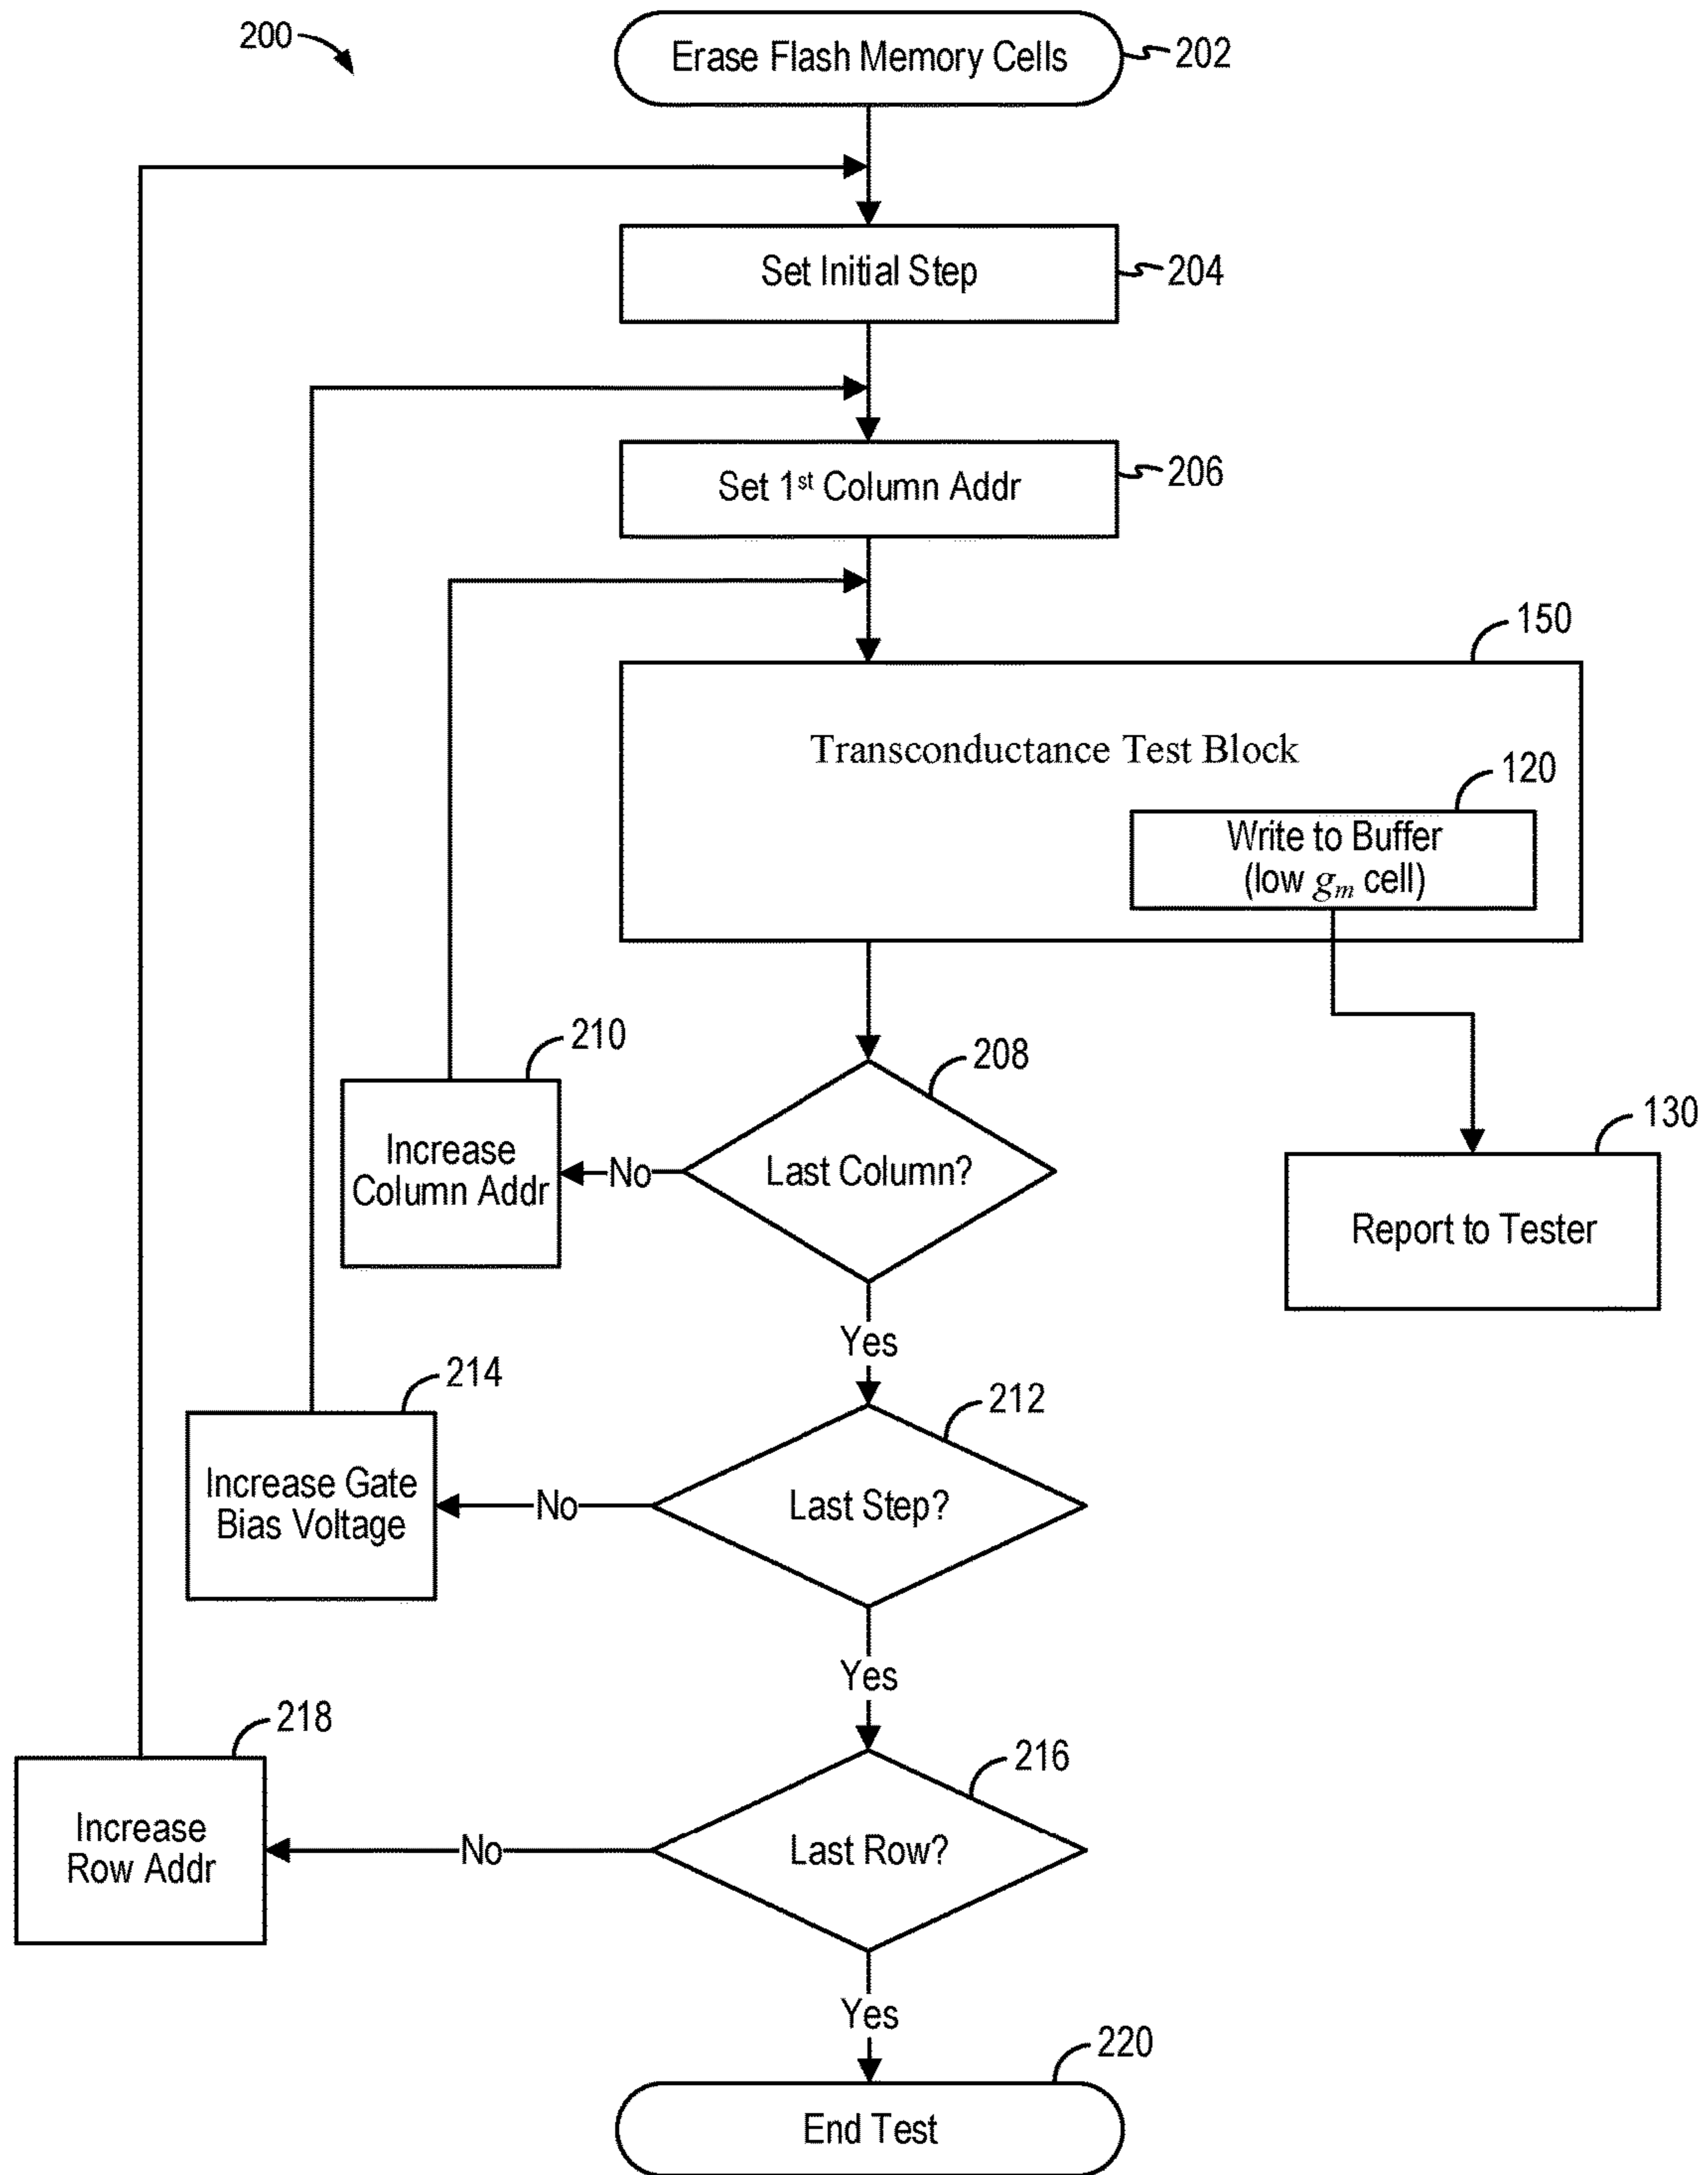 200
Erase Flash Memory Cells
202
Set Initial Step
204
Set 1st Column Addr
206
150
Transconductance Test Block
120
Write to Buffer
(low gm cell)
210
208
130
Increase
Column Addr
No
Last Column?
Report to Tester
Yes
214
212
Increase Gate
Bias Voltage
No
Last Step?
Yes
218
216
Increase
Row Addr
No
Last Row?
Yes
220
End Test